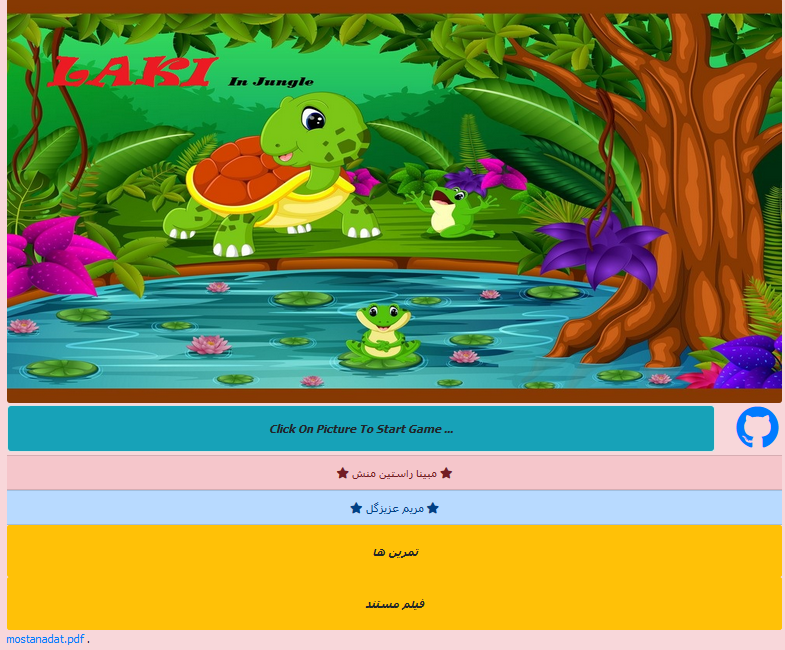 LAKI In Jungle
Click On Picture To Start Game ...
★ مبینا راستین منش ★
★ مریم عزیزگل ★
تمرین ها
فیلم مستند
mostanadat.pdf .